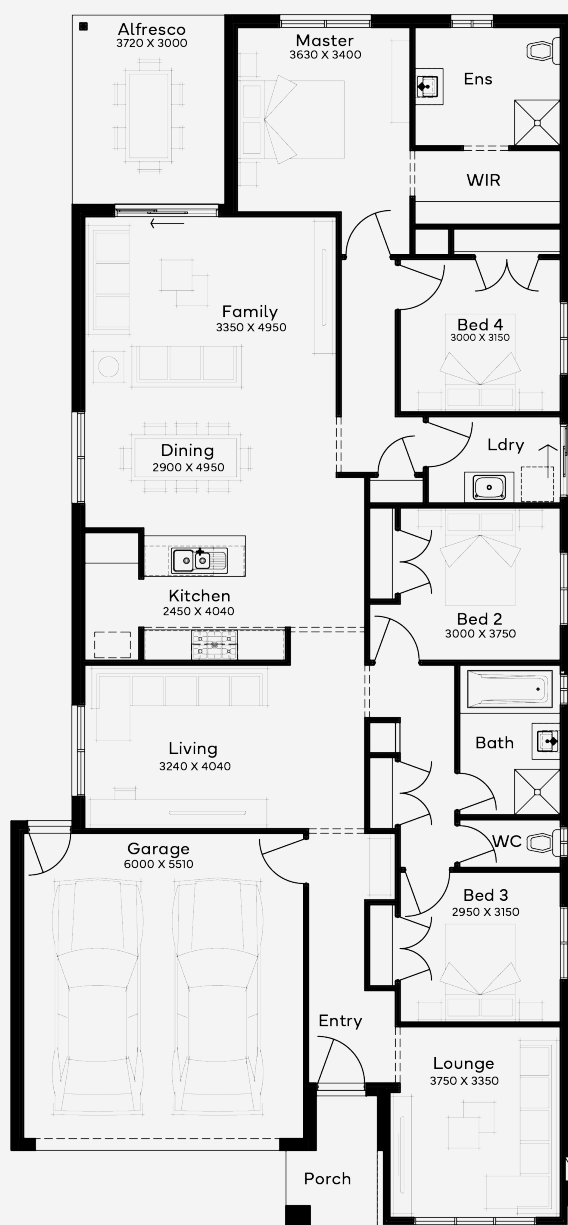 Alfresco
3720 X 3000
Master
3630 X 3400
Ens
WIR
Family
3350 X 4950
Bed 4
3000 X 3150
Dining
2900 X 4950
Ldry
Kitchen
2450 X 4040
Bed 2
3000 X 3750
Living
3240 X 4040
Bath
Garage
6000 X 5510
WC
Bed 3
2950 X 3150
Entry
Lounge
3750 X 3350
Porch